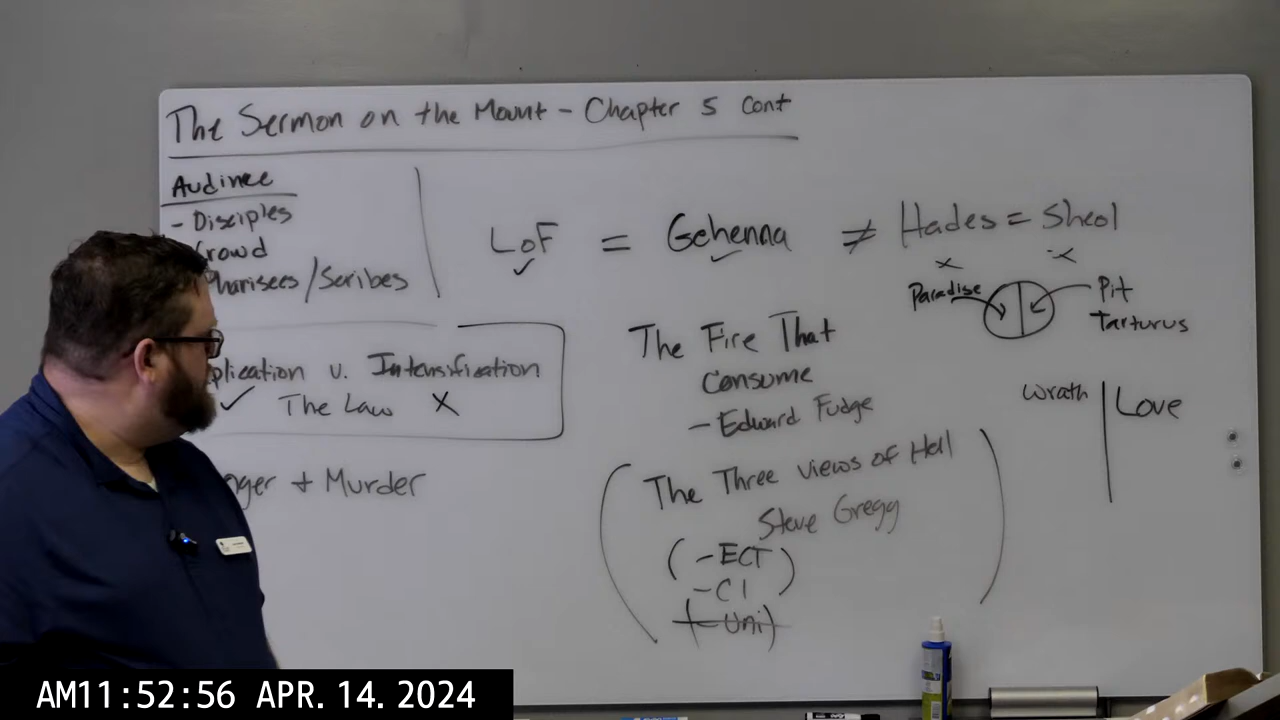 The Sermon on the Mount - Chapter 5 Cont
Audinee
- Disciples
rowd
Pharisees/Scribes
plication v. Intensification
✓ The Law X
ger + Murder
LoF = Gehenna ≠ Hades = Sheol
✓ ✓ x x
Paradise
Pit
Tarturus
The Fire That
Consume
- Edward Fudge
Wrath | Love
(The Three views of Hell
Steve Gregg
(-ECT)
-CI
(-Uni))
AM11:52:56 APR. 14. 2024